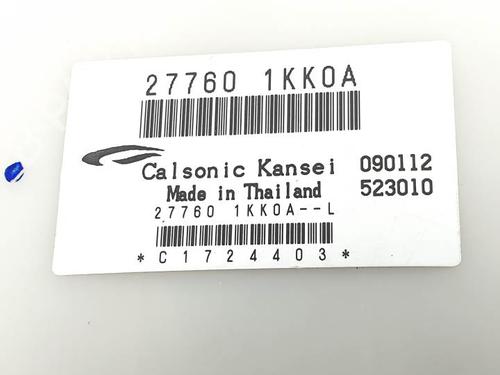 27760 1KK0A
Calsonic Kansei 090112
Made in Thailand 523010
27760 1KK0A--L
*C1724403*